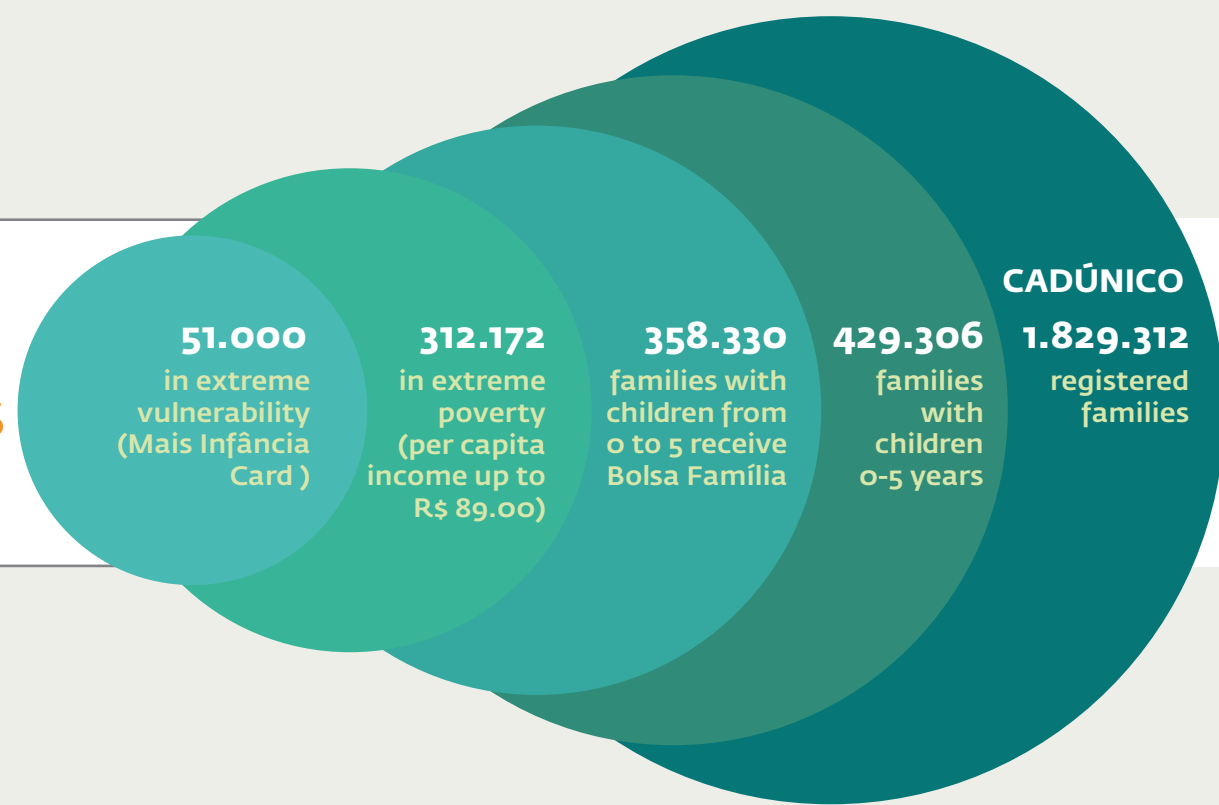 51.000
in extreme
vulnerability
(Mais Infância
Card )
312.172
in extreme
poverty
(per capita
income up to
R$ 89.00)
358.330
families with
children from
0 to 5 receive
Bolsa Família
429.306
families
with
children
0-5 years
CADÚNICO
1.829.312
registered
families